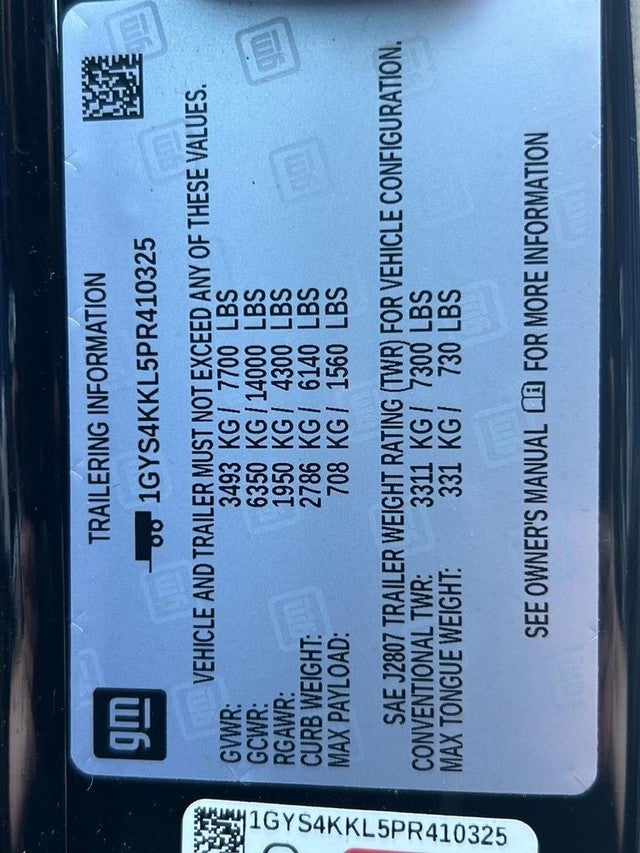 gm
TRAILERING INFORMATION
1GYS4KKL5PR410325
VEHICLE AND TRAILER MUST NOT EXCEED ANY OF THESE VALUES.
GVWR: 3493 KG / 7700 LBS
GCWR: 6350 KG / 14000 LBS
RGAWR: 1950 KG / 4300 LBS
CURB WEIGHT: 2786 KG / 6140 LBS
MAX PAYLOAD: 708 KG / 1560 LBS
SAE J2807 TRAILER WEIGHT RATING (TWR) FOR VEHICLE CONFIGURATION.
CONVENTIONAL TWR: 3311 KG / 7300 LBS
MAX TONGUE WEIGHT: 331 KG / 730 LBS
SEE OWNER'S MANUAL FOR MORE INFORMATION
1GYS4KKL5PR410325